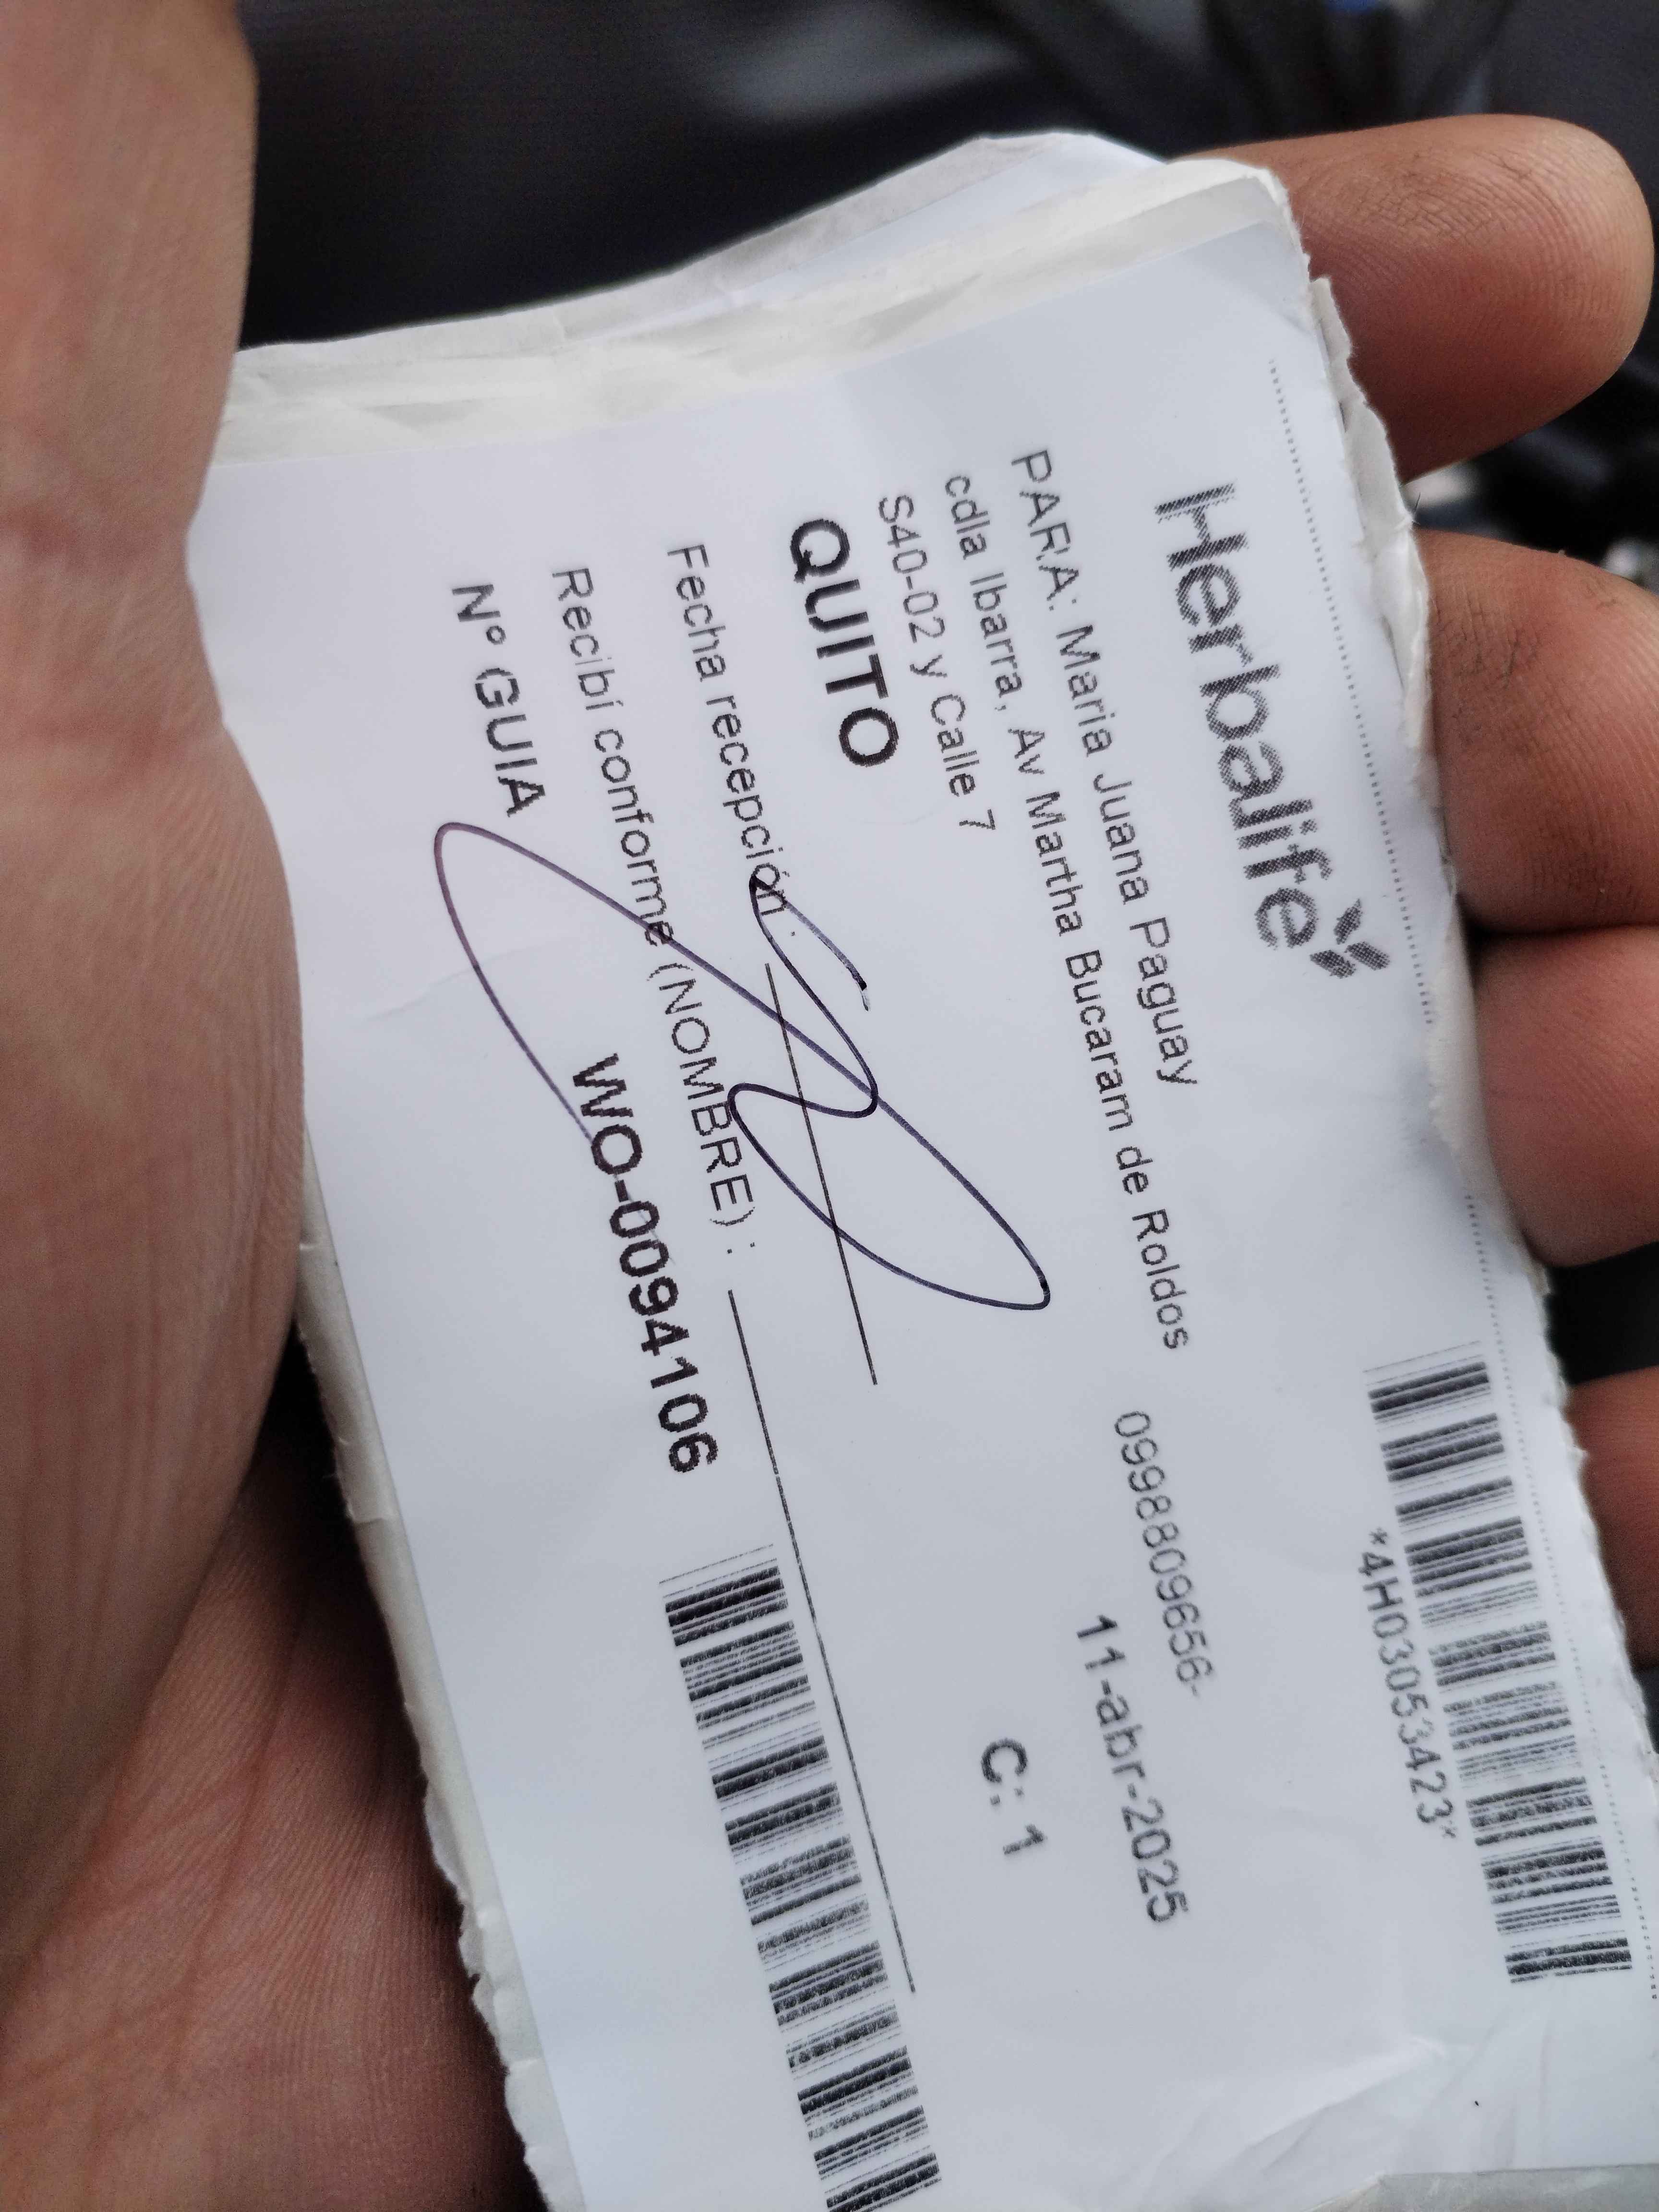 Herbalife
*4H03053423*
PARA: Maria Juana Paguay
0998809656-
cdla Ibarra, Av Martha Bucaram de Roldos
11-abr-2025
S40-02 y Calle 7
C: 1
QUITO
Fecha recepción :
Recibí conforme (NOMBRE) :
Nº GUIA
WO-0094106